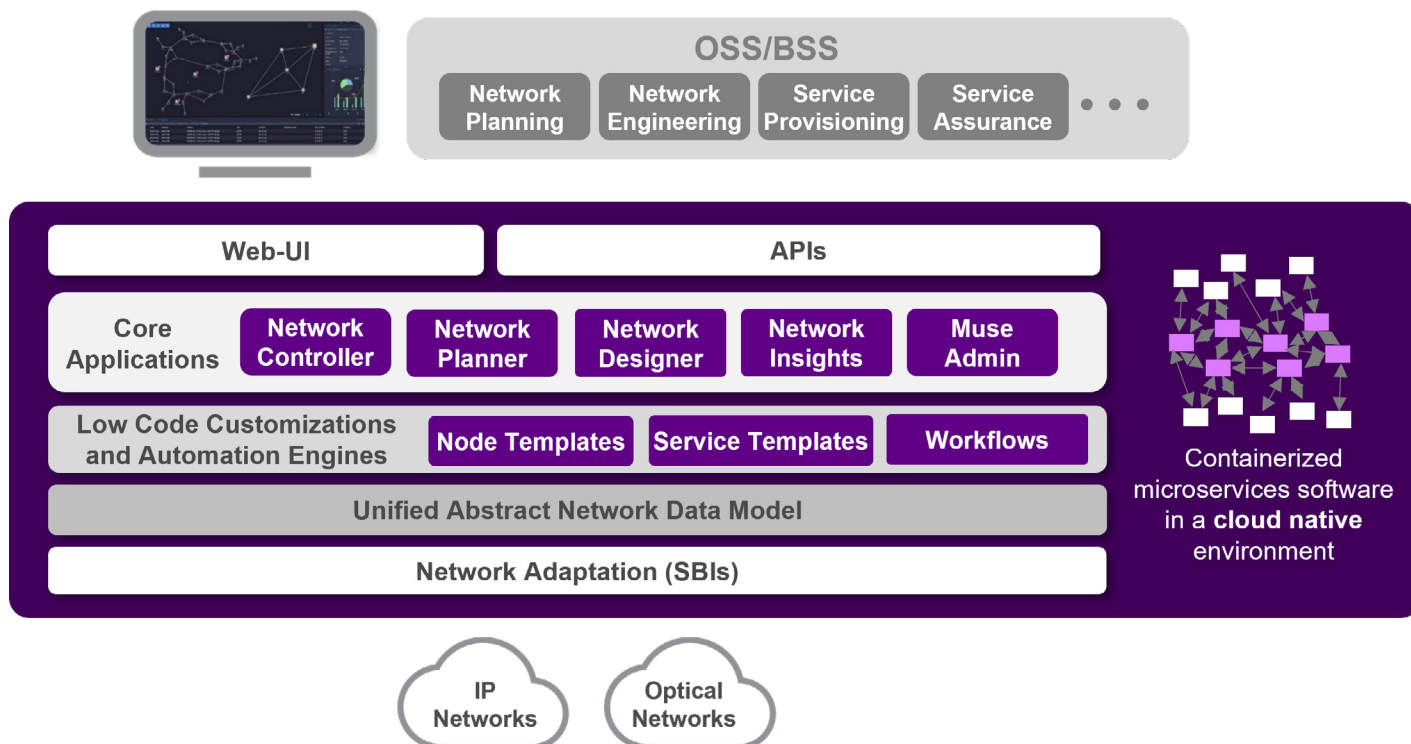 OSS/BSS
Network
Planning
Network
Engineering
Service
Provisioning
Service
Assurance
Web-UI
APIs
Core
Applications
Network
Controller
Network
Planner
Network
Designer
Network
Insights
Muse
Admin
Low Code Customizations
and Automation Engines
Node Templates
Service Templates
Workflows
Unified Abstract Network Data Model
Network Adaptation (SBIs)
Containerized
microservices software
in a cloud native
environment
IP
Networks
Optical
Networks